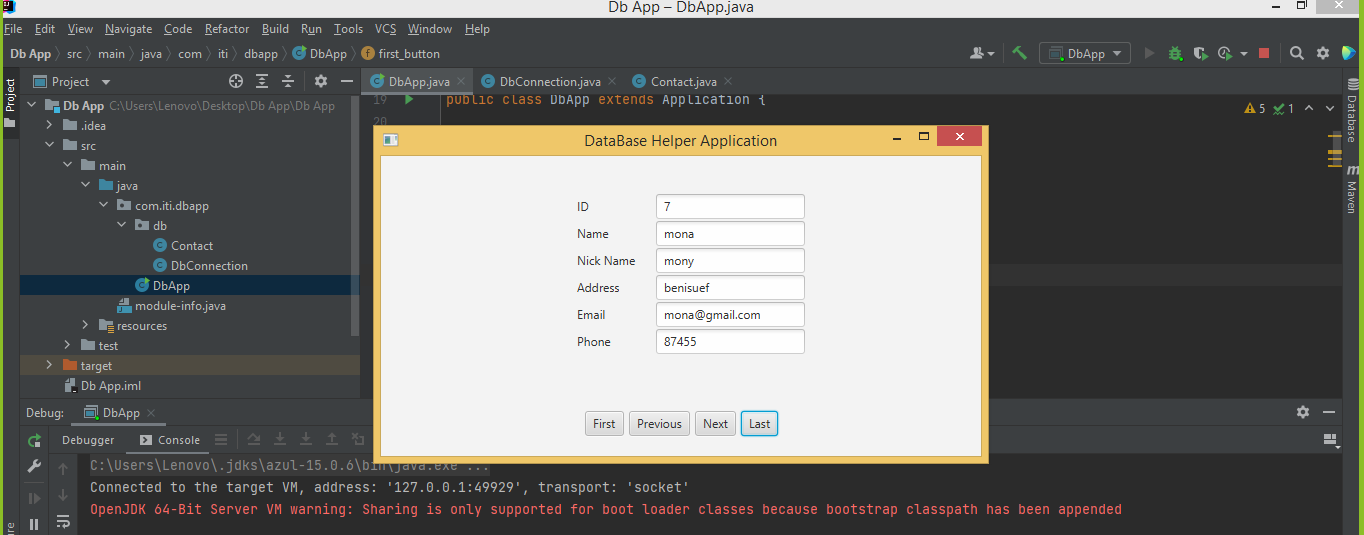 Db App – DbApp.java
File Edit View Navigate Code Refactor Build Run Tools VCS Window Help
Db App src main java com iti dbapp DbApp first_button DbApp
Project
Project
DbApp.java DbConnection.java Contact.java
Db App C:\Users\Lenovo\Desktop\Db App\Db App
.idea
src
main
java
com.iti.dbapp
db
Contact
DbConnection
DbApp
module-info.java
resources
test
target
Db App.iml
19 public class DbApp extends Application {
20
5 1
Database
Maven
DataBase Helper Application
ID 7
Name mona
Nick Name mony
Address benisuef
Email mona@gmail.com
Phone 87455
First Previous Next Last
Debug: DbApp
Debugger Console
C:\Users\Lenovo\.jdks\azul-15.0.6\bin\java.exe ...
Connected to the target VM, address: '127.0.0.1:49929', transport: 'socket'
OpenJDK 64-Bit Server VM warning: Sharing is only supported for boot loader classes because bootstrap classpath has been appended